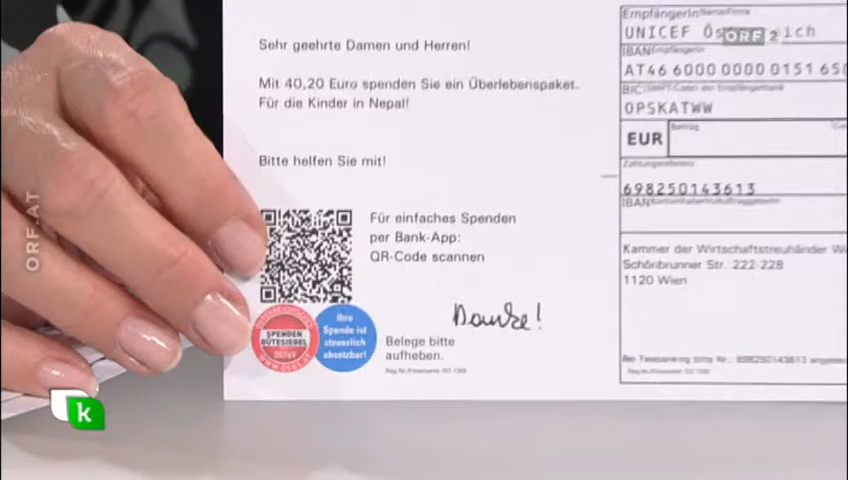 Sehr geehrte Damen und Herren!
Mit 40,20 Euro spenden Sie ein Überlebenspaket.
Für die Kinder in Nepal!
Bitte helfen Sie mit!
Für einfaches Spenden
per Bank-App:
QR-Code scannen
SPENDEN
GÜTESIEGEL
Ihre
Spende ist
steuerlich
absetzbar!
Danke!
Belege bitte
aufheben.
EmpfängerIn
UNICEF
ORF 2
IBAN
AT46 6000 0000 0151 650
BIC
OPSKATWW
EUR
Betrag
Zahlungsreferenz
698250143613
IBAN
Kammer der Wirtschaftstreuhänder
Schönbrunner Str. 222-228
1120 Wien
ORF.AT
k